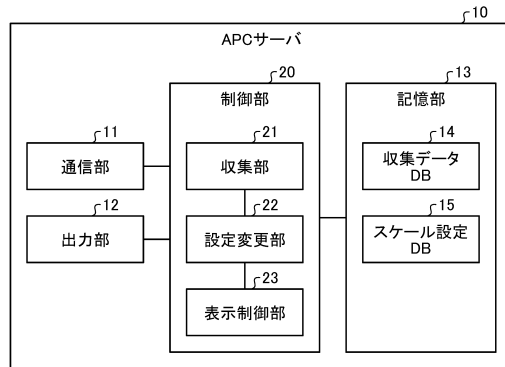 10
APCサーバ
20
制御部
13
記憶部
11
通信部
21
収集部
14
収集データ
DB
12
出力部
22
設定変更部
15
スケール設定
DB
23
表示制御部